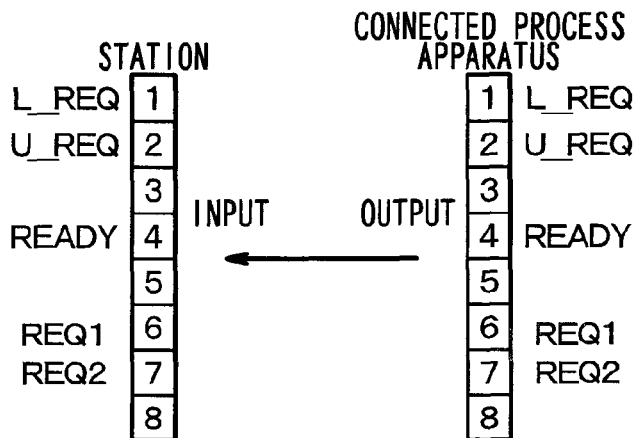 CONNECTED PROCESS
STATION APPARATUS
L_REQ 1 1 L_REQ
U_REQ 2 2 U_REQ
3 3
INPUT OUTPUT
READY 4 4 READY
5 5
REQ1 6 6 REQ1
REQ2 7 7 REQ2
8 8